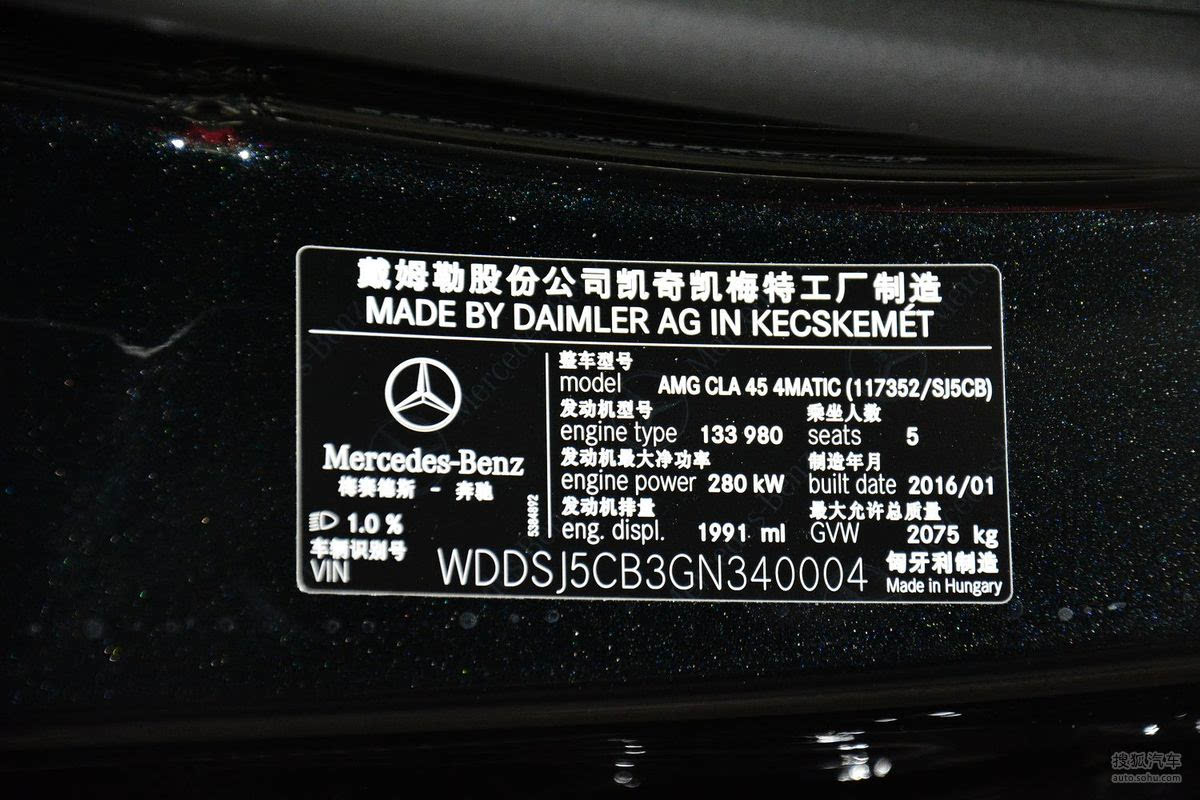 戴姆勒股份公司凯奇凯梅特工厂制造
MADE BY DAIMLER AG IN KECSKEMÉT
整车型号
model AMG CLA 45 4MATIC (117352/SJ5CB)
发动机型号 乘坐人数
engine type 133 980 seats 5
发动机最大净功率 制造年月
engine power 280 kW built date 2016/01
发动机排量 最大允许总质量
eng. displ. 1991 ml GVW 2075 kg
Mercedes-Benz
梅赛德斯 - 奔驰
1.0 %
车辆识别号
VIN WDDSJ5CB3GN340004
匈牙利制造
Made in Hungary
搜狐汽车
auto.sohu.com